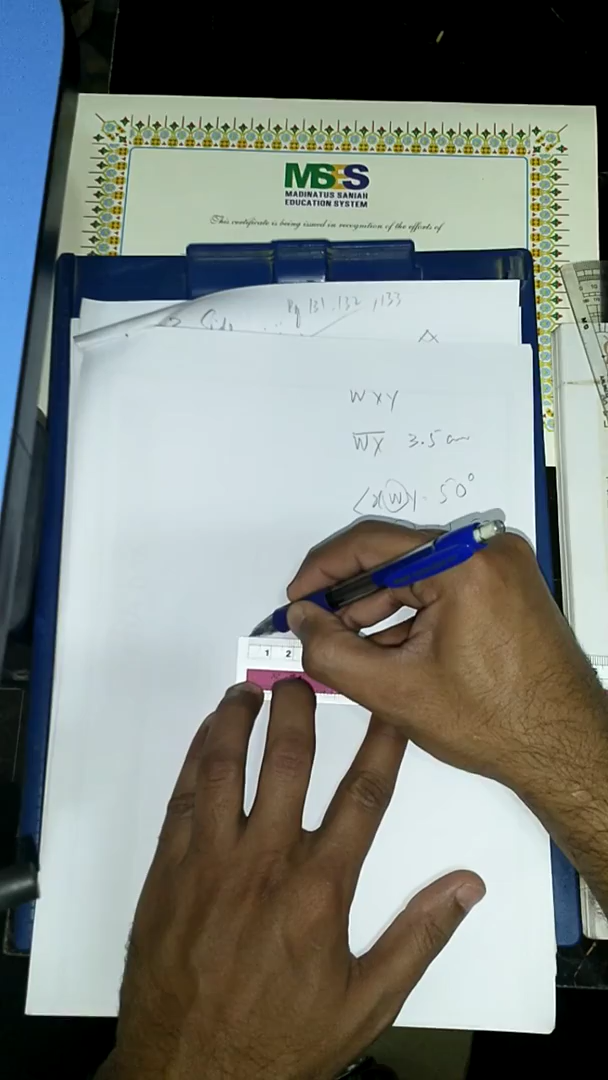 MSES
MADINATUS SANIAH
EDUCATION SYSTEM
This certificate is being issued in recognition of the efforts of
Pg 131, 132, 133
WXY
WX 3.5 cm
∠XWY. 50°
1 2